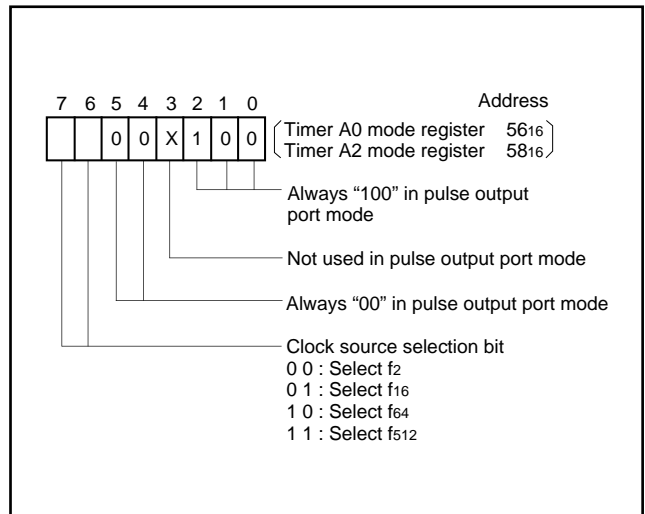 7 6 5 4 3 2 1 0
Address
0 0 X 1 0 0
Timer A0 mode register 5616
Timer A2 mode register 5816
Always “100” in pulse output
port mode
Not used in pulse output port mode
Always “00” in pulse output port mode
Clock source selection bit
0 0 : Select f2
0 1 : Select f16
1 0 : Select f64
1 1 : Select f512